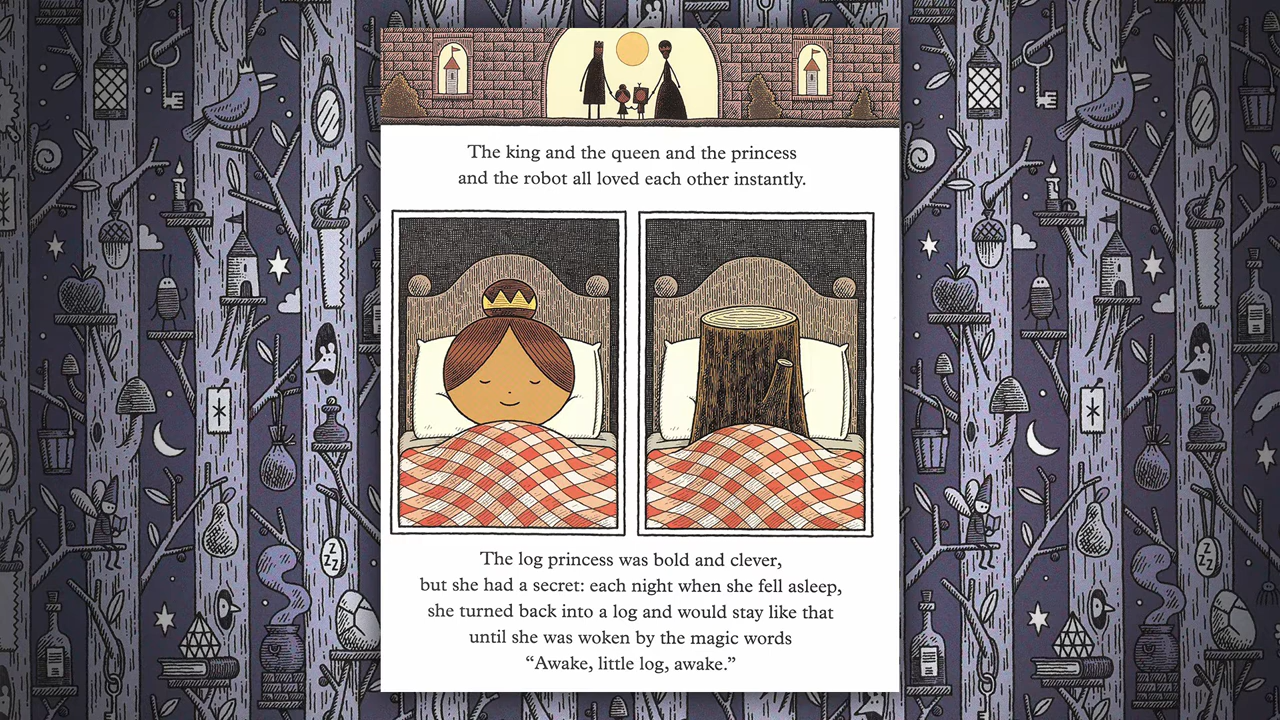 The king and the queen and the princess
and the robot all loved each other instantly.
The log princess was bold and clever,
but she had a secret: each night when she fell asleep,
she turned back into a log and would stay like that
until she was woken by the magic words
“Awake, little log, awake.”
Z
Z
Z
Z